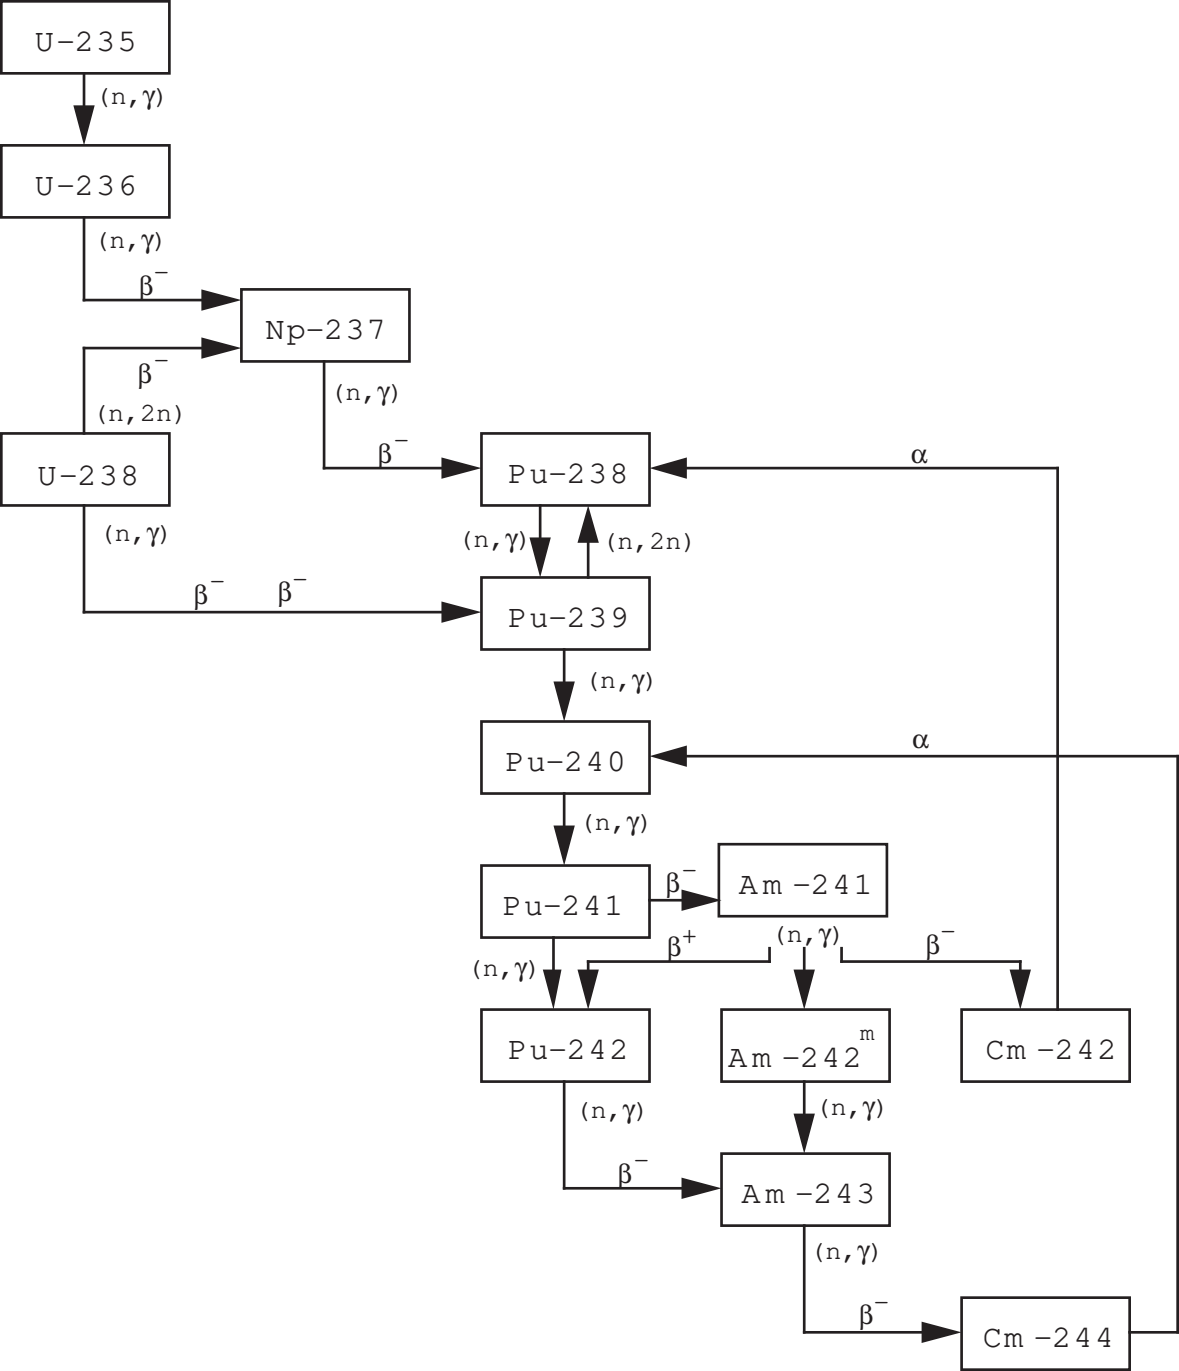 U-235
(n,γ)
U-236
(n,γ)
β⁻
Np-237
β⁻
(n,γ)
(n,2n)
U-238
β⁻
Pu-238
α
(n,γ)
(n,γ)
(n,2n)
β⁻ β⁻
Pu-239
(n,γ)
Pu-240
α
(n,γ)
Pu-241
β⁻
Am-241
(n,γ)
β⁺
(n,γ)
β⁻
Pu-242
Am-242ᵐ
Cm-242
(n,γ)
(n,γ)
β⁻
Am-243
(n,γ)
β⁻
Cm-244